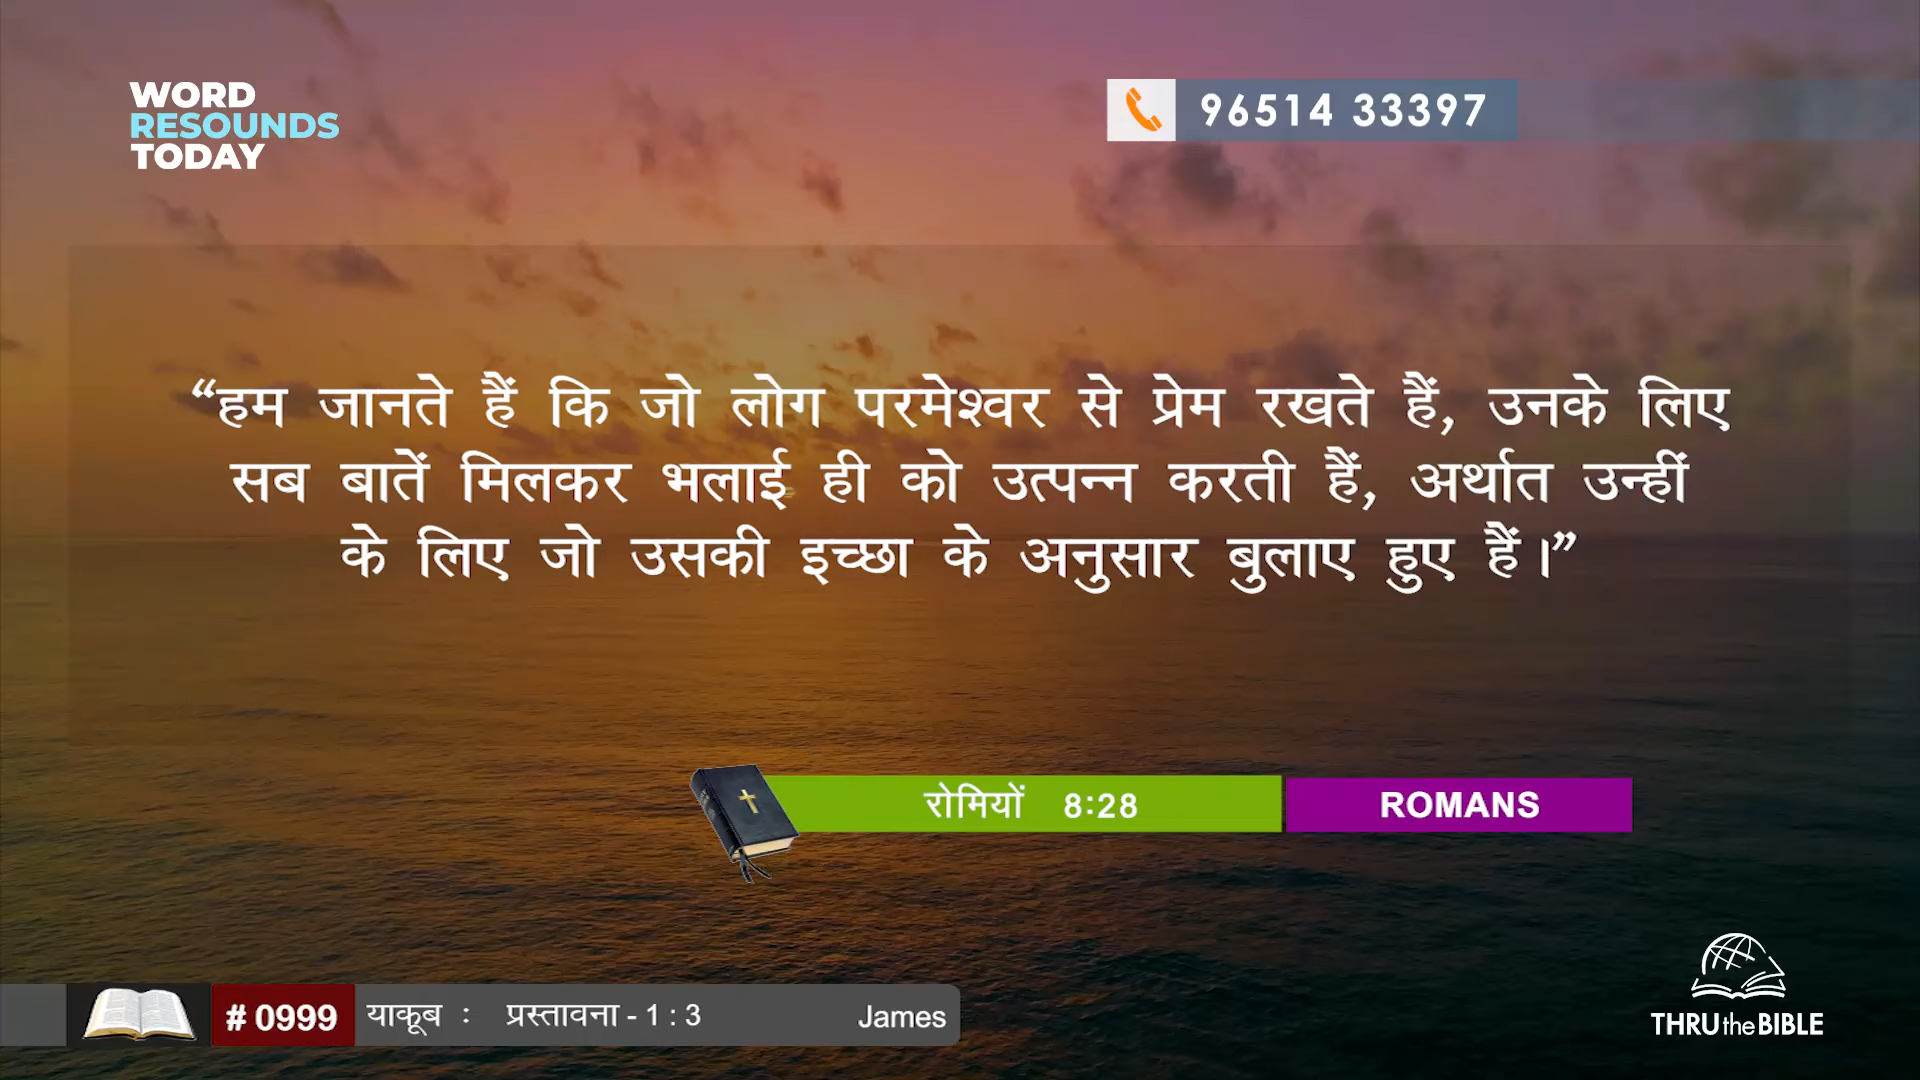 WORD
RESOUNDS
TODAY
96514 33397
“हम जानते हैं कि जो लोग परमेश्वर से प्रेम रखते हैं, उनके लिए
सब बातें मिलकर भलाई ही को उत्पन्न करती हैं, अर्थात उन्हीं
के लिए जो उसकी इच्छा के अनुसार बुलाए हुए हैं।”
रोमियों 8:28 ROMANS
# 0999 याकूब : प्रस्तावना - 1 : 3 James
THRU the BIBLE